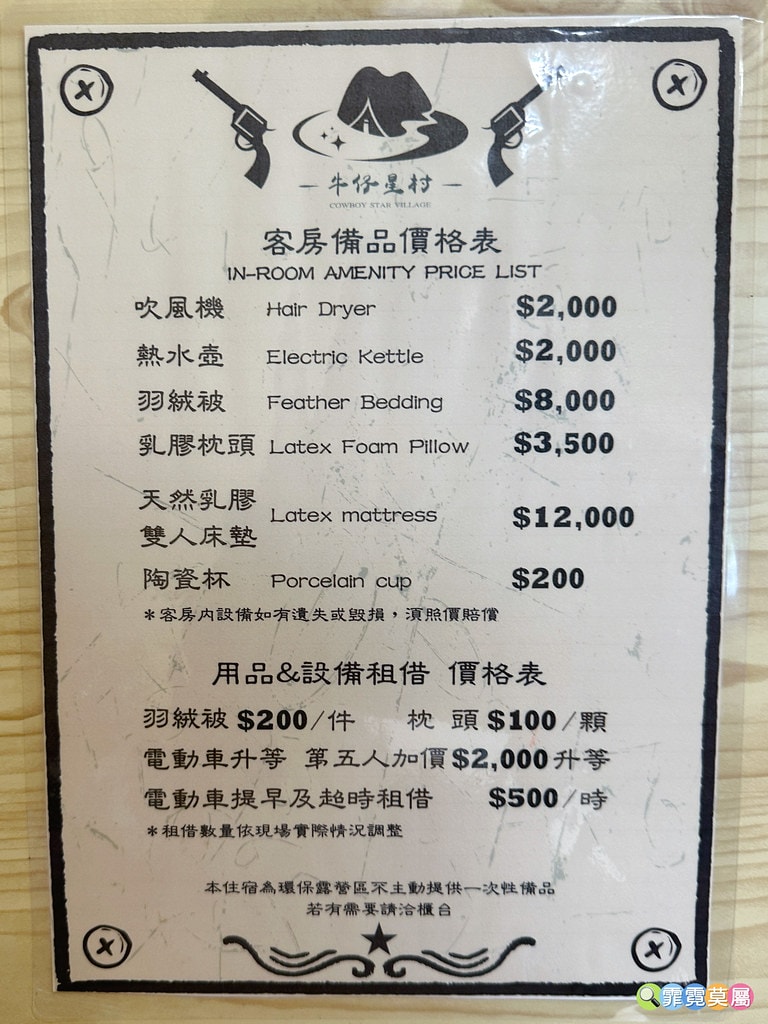 牛仔星村
COWBOY STAR VILLAGE
客房備品價格表
IN-ROOM AMENITY PRICE LIST
吹風機 Hair Dryer $2,000
熱水壺 Electric Kettle $2,000
羽絨被 Feather Bedding $8,000
乳膠枕頭 Latex Foam Pillow $3,500
天然乳膠
雙人床墊 Latex mattress $12,000
陶瓷杯 Porcelain cup $200
＊客房內設備如有遺失或毀損，須照價賠償
用品&設備租借 價格表
羽絨被 $200/件 枕 頭 $100/顆
電動車升等 第五人加價$2,000升等
電動車提早及超時租借 $500/時
＊租借數量依現場實際情況調整
本住宿為環保露營區不主動提供一次性備品
若有需要請洽櫃台
霏霓莫屬